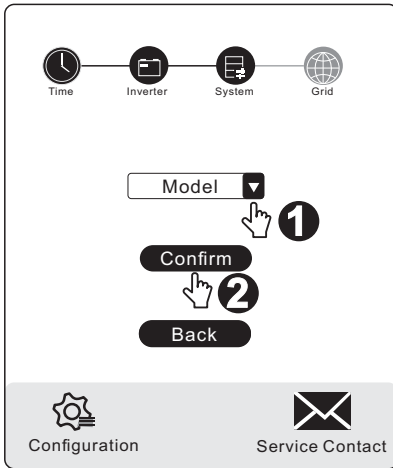 Time Inverter System Grid
Model
1
Confirm
2
Back
Configuration Service Contact